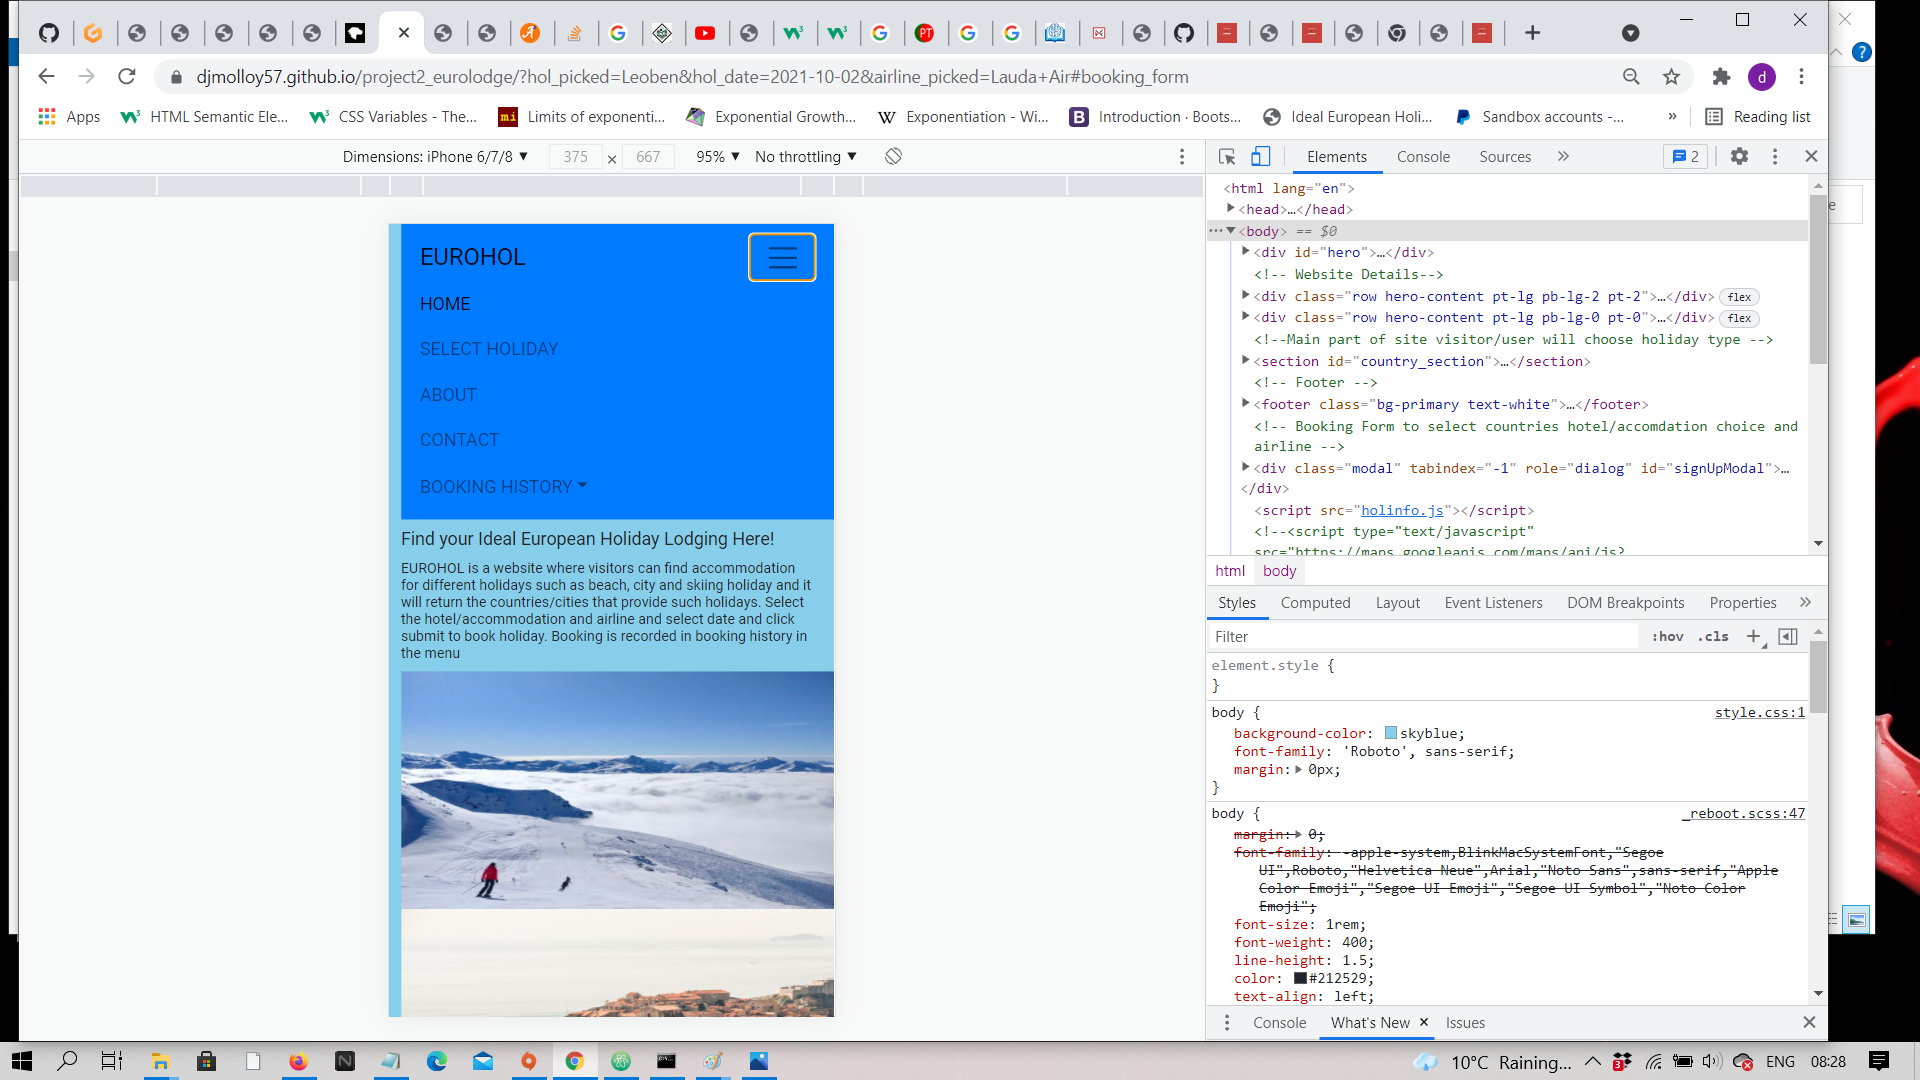 djmolloy57.github.io/project2_eurolodge/?hol_picked=Leoben&hol_date=2021-10-02&airline_picked=Lauda+Air#booking_form
d
?
Apps
HTML Semantic Ele...
CSS Variables - The...
mi
Limits of exponenti...
Exponential Growth...
Exponentiation - Wi...
Introduction · Boots...
Ideal European Holi...
Sandbox accounts -...
»
Reading list
Dimensions: iPhone 6/7/8 ▼
375
×
667
95% ▼
No throttling ▼
Elements
Console
Sources
»
2
EUROHOL
HOME
SELECT HOLIDAY
ABOUT
CONTACT
BOOKING HISTORY
Find your Ideal European Holiday Lodging Here!
EUROHOL is a website where visitors can find accommodation
for different holidays such as beach, city and skiing holiday and it
will return the countries/cities that provide such holidays. Select
the hotel/accommodation and airline and select date and click
submit to book holiday. Booking is recorded in booking history in
the menu
<html lang="en">
<head>…</head>
<body> == $0
<div id="hero">…</div>
<!-- Website Details-->
<div class="row hero-content pt-lg pb-lg-2 pt-2">…</div> flex
<div class="row hero-content pt-lg pb-lg-0 pt-0">…</div> flex
<!--Main part of site visitor/user will choose holiday type -->
<section id="country_section">…</section>
<!-- Footer -->
<footer class="bg-primary text-white">…</footer>
<!-- Booking Form to select countries hotel/accomdation choice and
airline -->
<div class="modal" tabindex="-1" role="dialog" id="signUpModal">…
</div>
<script src="holinfo.js"></script>
<!--<script type="text/javascript"
src="https://maps.googleapis.com/maps/api/js?
html
body
Styles
Computed
Layout
Event Listeners
DOM Breakpoints
Properties
»
Filter
:hov
.cls
+
element.style {
}
body {
style.css:1
background-color: skyblue;
font-family: 'Roboto', sans-serif;
margin: 0px;
}
body {
_reboot.scss:47
margin: 0;
font-family: -apple-system,BlinkMacSystemFont,"Segoe
UI",Roboto,"Helvetica Neue",Arial,"Noto Sans",sans-serif,"Apple
Color Emoji","Segoe UI Emoji","Segoe UI Symbol","Noto Color
Emoji";
font-size: 1rem;
font-weight: 400;
line-height: 1.5;
color: #212529;
text-align: left;
Console
What's New
Issues
10°C Raining...
3
ENG
08:28